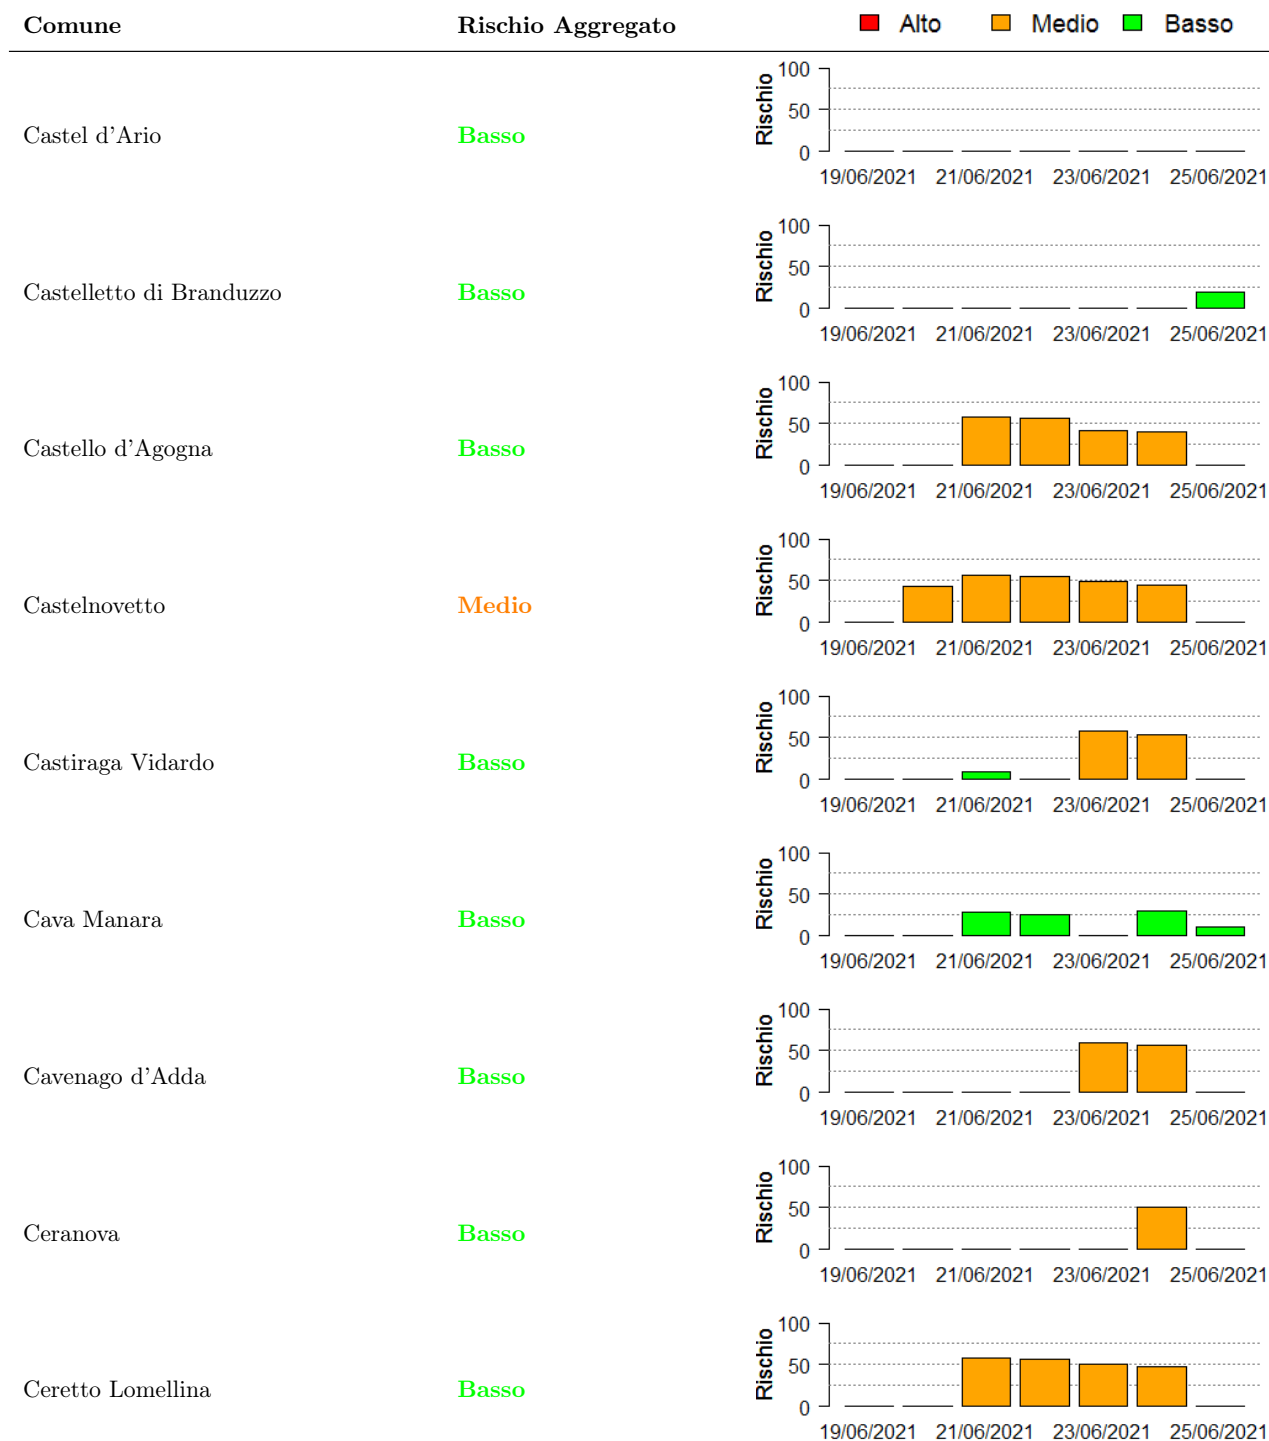 Comune Rischio Aggregato Alto Medio Basso
Castel d'Ario Basso Rischio 100 50 0
19/06/2021 21/06/2021 23/06/2021 25/06/2021
Castelletto di Branduzzo Basso Rischio 100 50 0
19/06/2021 21/06/2021 23/06/2021 25/06/2021
Castello d'Agogna Basso Rischio 100 50 0
19/06/2021 21/06/2021 23/06/2021 25/06/2021
Castelnovetto Medio Rischio 100 50 0
19/06/2021 21/06/2021 23/06/2021 25/06/2021
Castiraga Vidardo Basso Rischio 100 50 0
19/06/2021 21/06/2021 23/06/2021 25/06/2021
Cava Manara Basso Rischio 100 50 0
19/06/2021 21/06/2021 23/06/2021 25/06/2021
Cavenago d'Adda Basso Rischio 100 50 0
19/06/2021 21/06/2021 23/06/2021 25/06/2021
Ceranova Basso Rischio 100 50 0
19/06/2021 21/06/2021 23/06/2021 25/06/2021
Ceretto Lomellina Basso Rischio 100 50 0
19/06/2021 21/06/2021 23/06/2021 25/06/2021